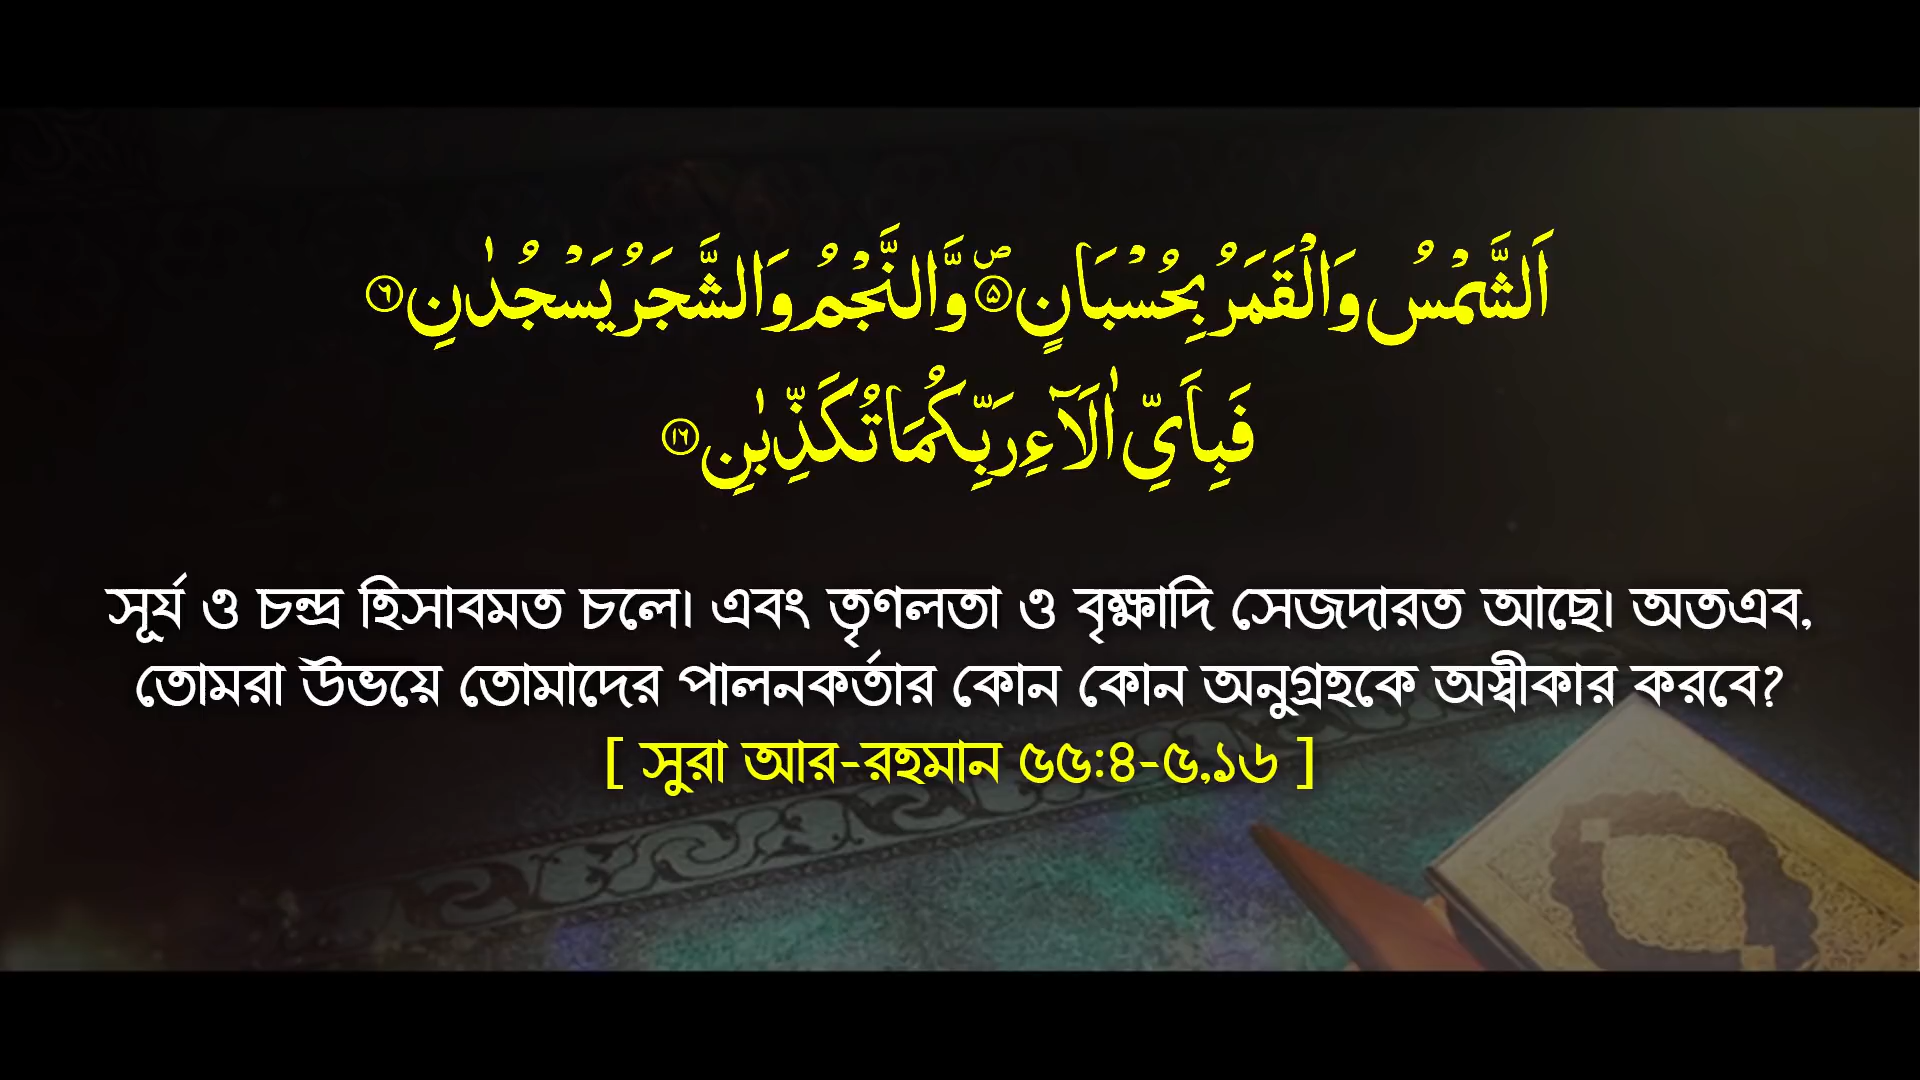 اَلشَّمْسُ وَالْقَمَرُ بِحُسْبَانٍ ۪ۙ﴿۵﴾ وَّالنَّجْمُ وَالشَّجَرُ يَسْجُدٰنِ ﴿۶﴾
فَبِاَيِّ اٰلَآءِ رَبِّكُمَا تُكَذِّبٰنِ ﴿۱۶﴾
সূর্য ও চন্দ্র হিসাবমত চলে। এবং তৃণলতা ও বৃক্ষাদি সেজদারত আছে। অতএব,
তোমরা উভয়ে তোমাদের পালনকর্তার কোন কোন অনুগ্রহকে অস্বীকার করবে?
[ সুরা আর-রহমান ৫৫:৪-৫,১৬ ]